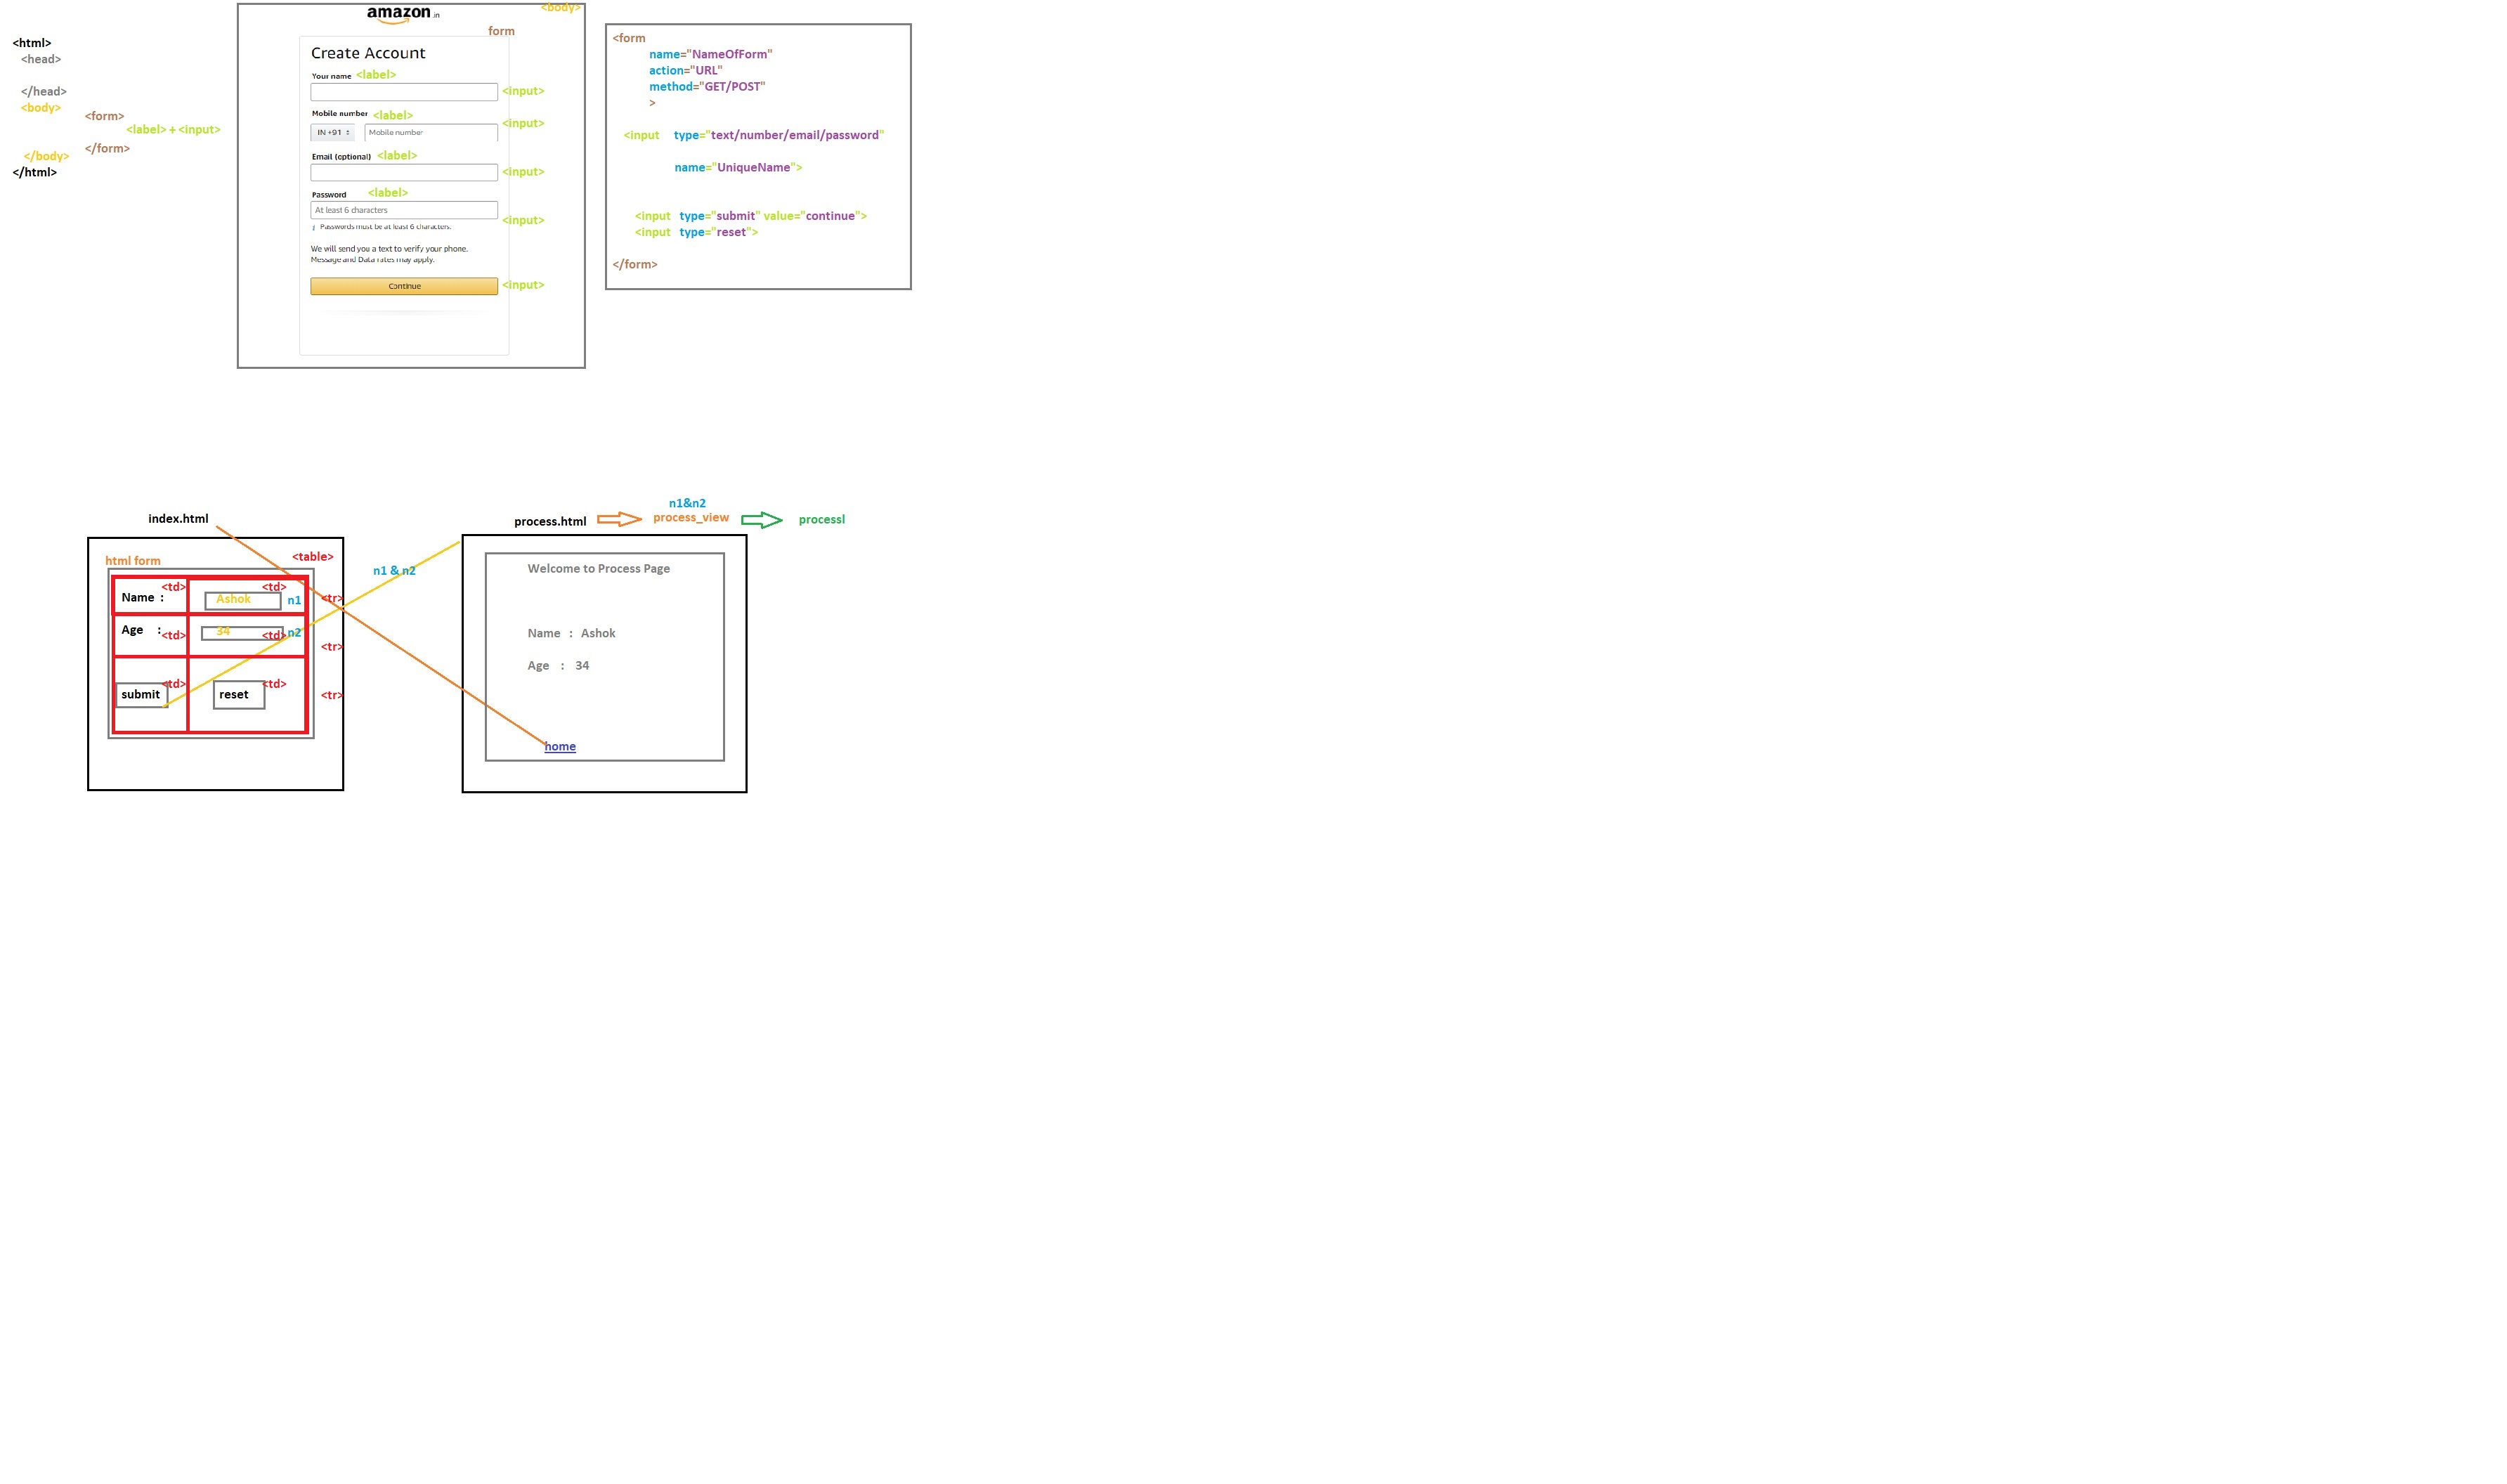 <html>
<head>
</head>
<body>
<form>
<label> + <input>
</form>
</body>
</html>
amazon.in
<body>
form
Create Account
Your name <label>
<input>
Mobile number <label>
IN +91 Mobile number <input>
Email (optional) <label>
<input>
Password <label>
At least 6 characters
<input>
i Passwords must be at least 6 characters.
We will send you a text to verify your phone.
Message and Data rates may apply.
Continue <input>
<form
name="NameOfForm"
action="URL"
method="GET/POST"
>
<input type="text/number/email/password"
name="UniqueName">
<input type="submit" value="continue">
<input type="reset">
</form>
index.html
html form <table>
<td> <td>
Name : Ashok n1 <tr>
Age : 34 n2
<td> <td>
<tr>
<td> <td>
submit reset <tr>
n1 & n2
n1&n2
process.html process_view processl
Welcome to Process Page
Name : Ashok
Age : 34
home